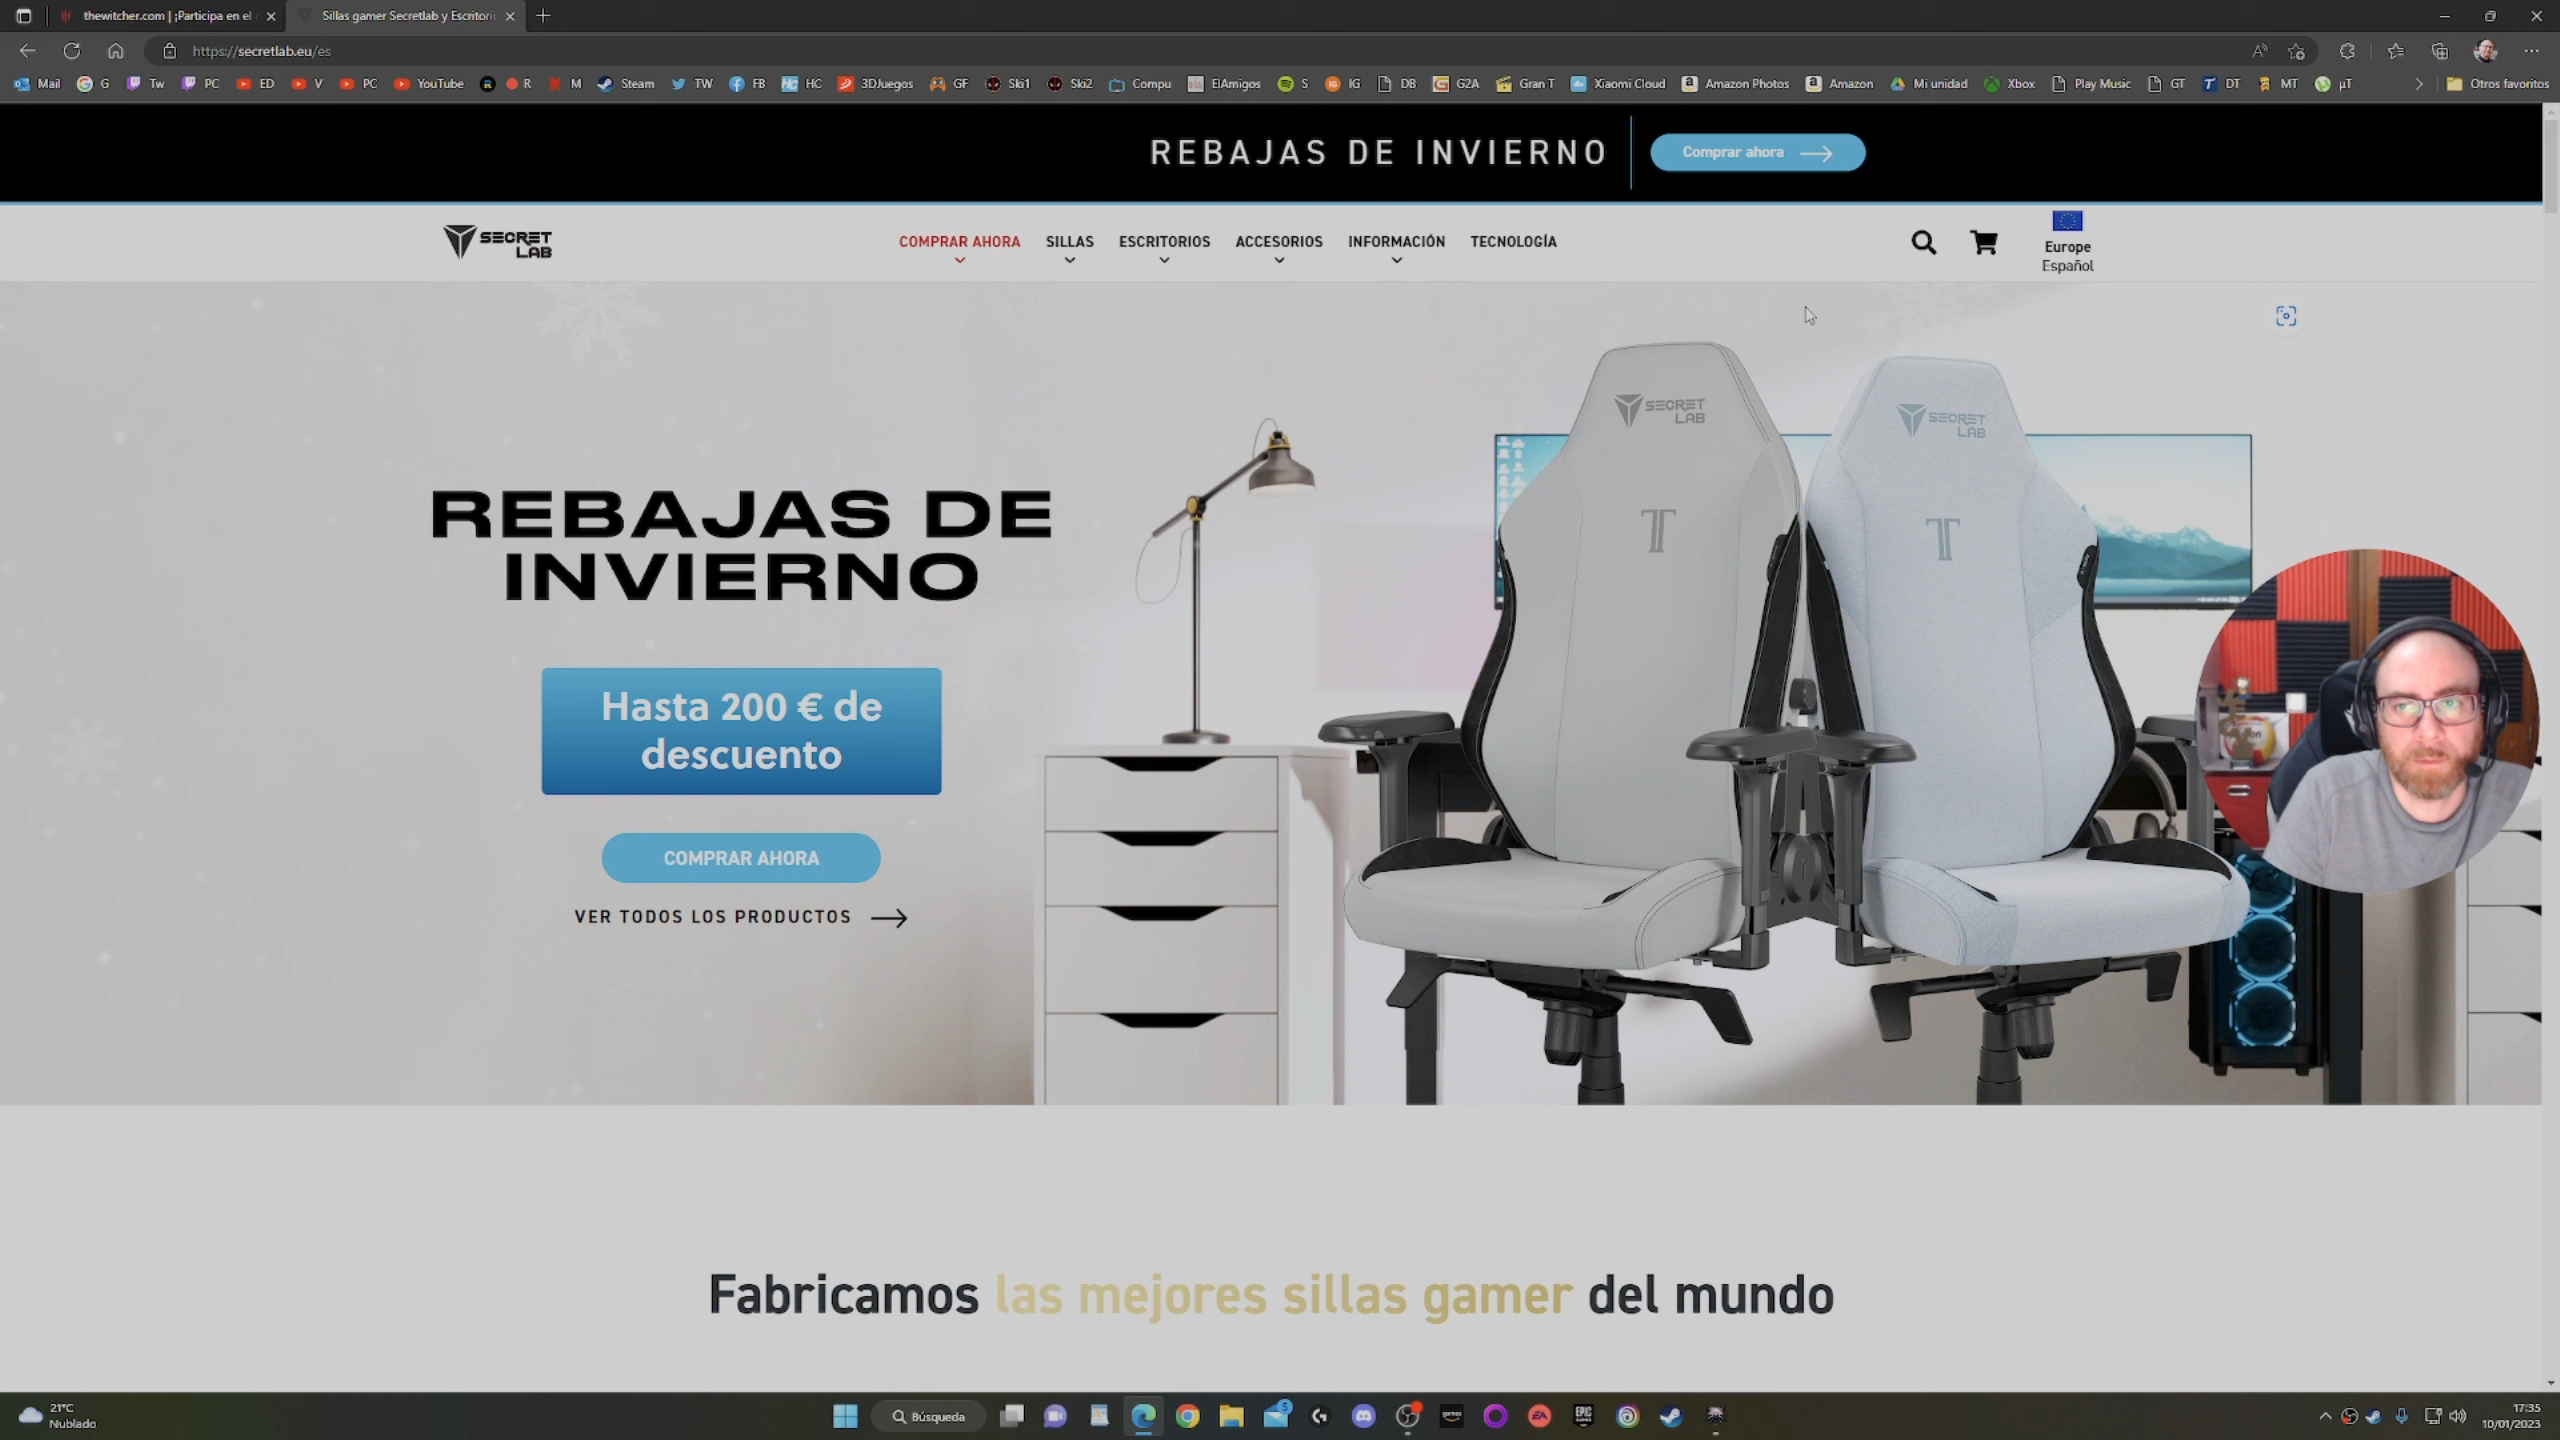 thewitcher.com | ¡Participa en el
Sillas gamer Secretlab y Escritorio
https://secretlab.eu/es
Mail G Tw PC ED V PC YouTube R M Steam TW FB HC 3DJuegos GF Ski1 Ski2 Compu ElAmigos S IG DB G2A Gran T Xiaomi Cloud Amazon Photos Amazon Mi unidad Xbox Play Music GT DT MT µT Otros favoritos
REBAJAS DE INVIERNO
Comprar ahora
SECRET
LAB
COMPRAR AHORA SILLAS ESCRITORIOS ACCESORIOS INFORMACIÓN TECNOLOGÍA
Europe
Español
SECRET
LAB
T
SECRET
LAB
T
REBAJAS DE
INVIERNO
Hasta 200 € de
descuento
COMPRAR AHORA
VER TODOS LOS PRODUCTOS
Fabricamos las mejores sillas gamer del mundo
21°C
Nublado
Búsqueda
5
EA
EPIC
17:35
10/01/2023